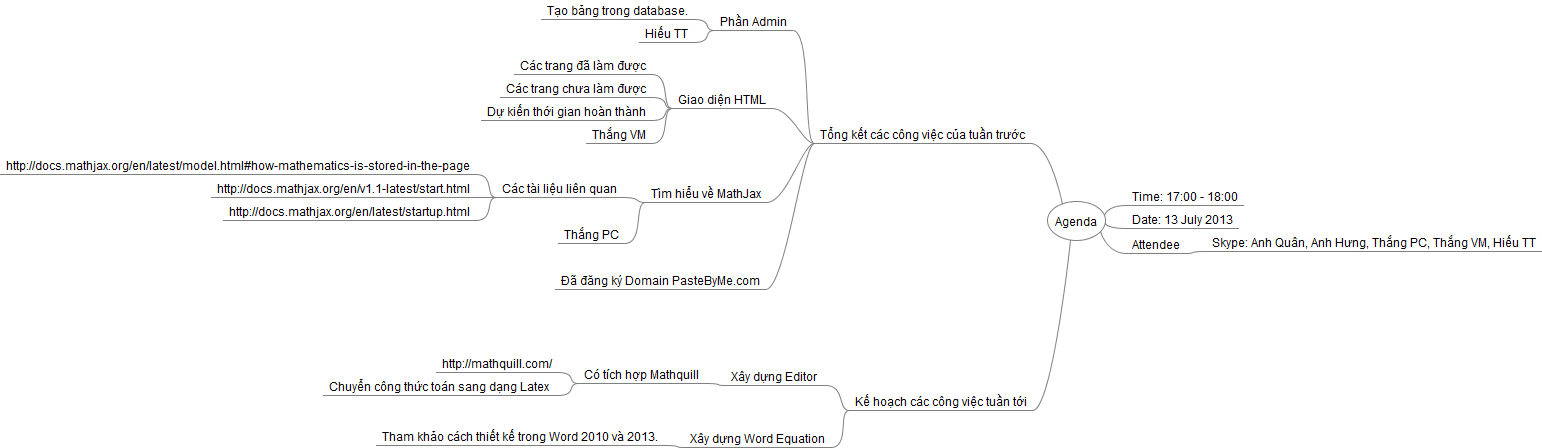 Agenda
Time: 17:00 - 18:00
Date: 13 July 2013
Attendee
Skype: Anh Quân, Anh Hưng, Thắng PC, Thắng VM, Hiếu TT
Tổng kết các công việc của tuần trước
Phần Admin
Tạo bảng trong database.
Hiếu TT
Giao diện HTML
Các trang đã làm được
Các trang chưa làm được
Dự kiến thới gian hoàn thành
Thắng VM
Tìm hiểu về MathJax
Các tài liệu liên quan
http://docs.mathjax.org/en/latest/model.html#how-mathematics-is-stored-in-the-page
http://docs.mathjax.org/en/v1.1-latest/start.html
http://docs.mathjax.org/en/latest/startup.html
Thắng PC
Đã đăng ký Domain PasteByMe.com
Kế hoạch các công việc tuần tới
Xây dựng Editor
Có tích hợp Mathquill
http://mathquill.com/
Chuyển công thức toán sang dạng Latex
Xây dựng Word Equation
Tham khảo cách thiết kế trong Word 2010 và 2013.